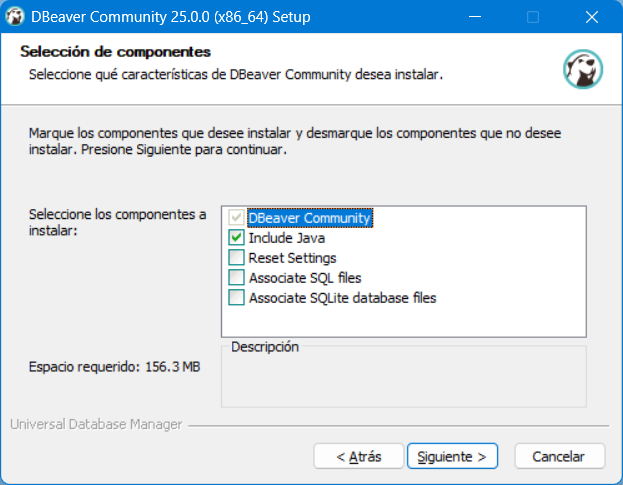 DBeaver Community 25.0.0 (x86_64) Setup
Selección de componentes
Seleccione qué características de DBeaver Community desea instalar.
Marque los componentes que desee instalar y desmarque los componentes que no desee
instalar. Presione Siguiente para continuar.
Seleccione los componentes a
instalar:
DBeaver Community
Include Java
Reset Settings
Associate SQL files
Associate SQLite database files
Espacio requerido: 156.3 MB
Descripción
Universal Database Manager
< Atrás
Siguiente >
Cancelar